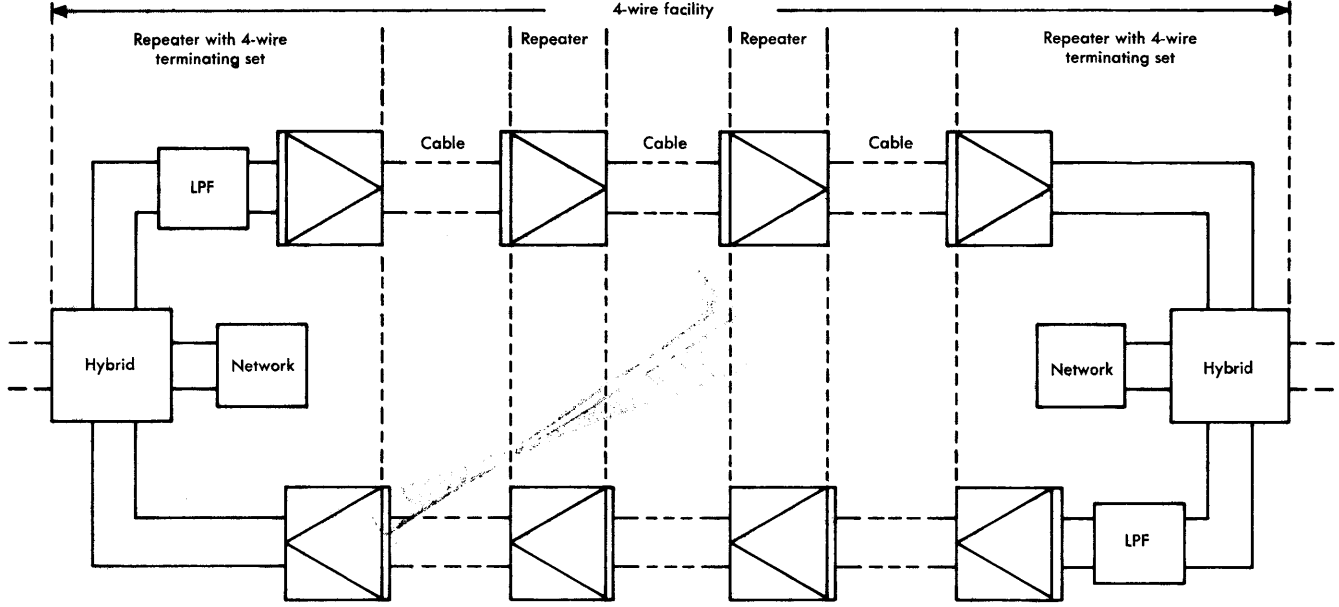 4-wire facility
Repeater with 4-wire
terminating set
Repeater
Repeater
Repeater with 4-wire
terminating set
Cable
Cable
Cable
LPF
Hybrid
Network
Network
Hybrid
LPF